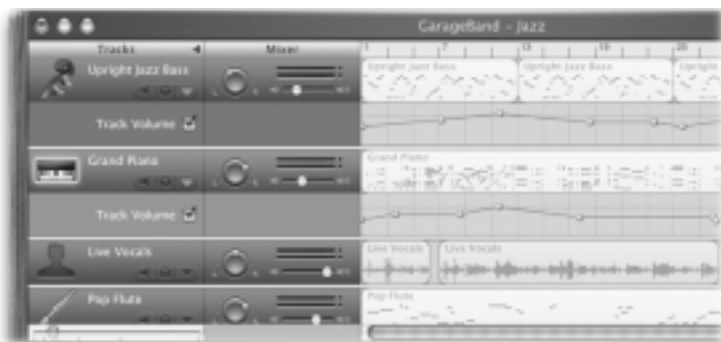 GarageBand - Jazz
Tracks Mixer 1 7 13 19 25
Upright Jazz Bass Upright Jazz Bass Upright Jazz Bass Upright
Track Volume
Grand Piano Grand Piano
Track Volume
Live Vocals Live Vocals Live Vocals
Pop Flute Pop Flute